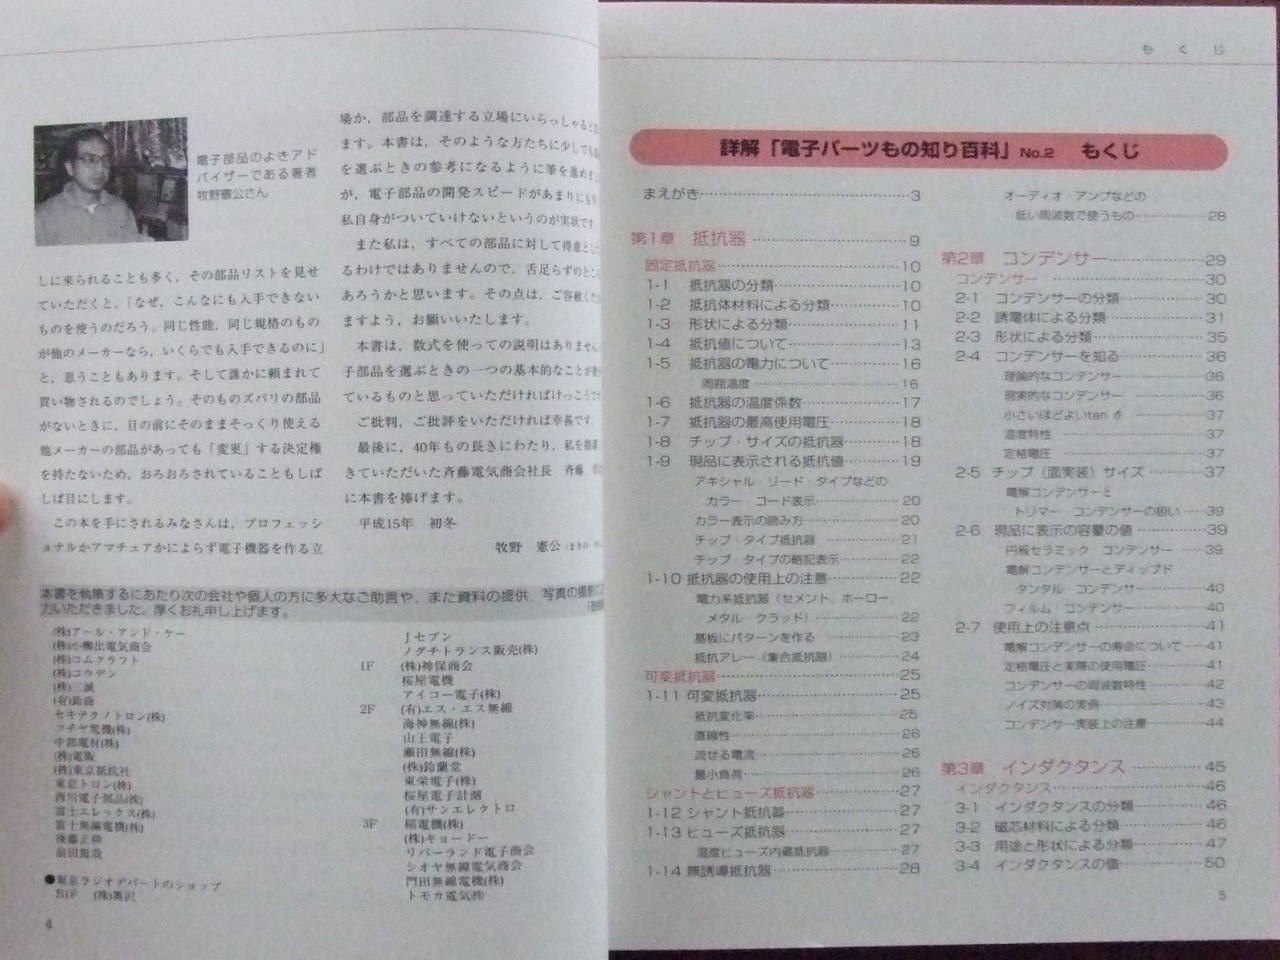 電子部品のよきアド
バイザーである著者
牧野憲公さん
しに来られることも多く，その部品リストを見せ
ていただくと，「なぜ，こんなにも入手できない
ものを使うのだろう。同じ性能，同じ規格のもの
が他のメーカーなら，いくらでも入手できるのに」
と，思うこともあります。そして誰かに頼まれて
買い物されるのでしょう。そのものズバリの部品
がないときに，目の前にそのままそっくり使える
他メーカーの部品があっても「変更」する決定権
を持たないため，おろおろされていることもしば
しば目にします。
この本を手にされるみなさんは，プロフェッシ
ョナルかアマチュアかによらず電子機器を作る立
場か，部品を調達する立場にいらっしゃると
ます。本書は，そのような方たちに少しでも
を選ぶときの参考になるように筆を進め
が，電子部品の開発スピードがあまりにも
私自身がついていけないというのが実状です
また私は，すべての部品に対して得意とし
るわけではありませんので，舌足らずのところ
あろうかと思います。その点は，ご容赦くだ
ますよう，お願いいたします。
本書は，数式を使っての説明はありません
子部品を選ぶときの一つの基本的なことが
ているものと思っていただければけっこうです
ご批判，ご批評をいただければ幸甚です
最後に，40年もの長きにわたり，私を指導
きていただいた斉藤電気商会社長 斉藤
に本書を捧げます。
平成15年 初冬
牧野 憲公
本書を執筆するにあたり次の会社や個人の方に多大なご助言や，また資料の提供，写真の撮影に
力いただきました。厚くお礼申し上げます。
(株)アール・アンド・ケー
(株)小柳出電気商会
(株)コムクラフト
(株)コウデン
(株)三誠
(有)鈴商
セキテクノトロン(株)
ツチヤ電機(株)
中部電材(株)
(株)電販
(株)東京抵抗社
東京トロン(株)
西川電子部品(株)
富士エレックス(株)
富士無線電機(株)
後藤正伸
前田篤哉
●東京ラジオデパートのショップ
B1F (株)奥沢
Jセブン
ノグチトランス販売(株)
1F (株)神保商会
桜屋電機
アイコー電子(株)
2F (有)エス・エス無線
海神無線(株)
山王電子
瀬田無線(株)
(株)鈴蘭堂
東栄電子(株)
桜屋電子計測
(有)サンエレクトロ
3F 稲電機(株)
(株)キョードー
リバーランド電子商会
シオヤ無線電気商会
門田無線電機(株)
トモカ電気(株)
4
もくじ
詳解「電子パーツもの知り百科」No.2 もくじ
まえがき……3
第1章 抵抗器……9
固定抵抗器……10
1-1 抵抗器の分類……10
1-2 抵抗体材料による分類……10
1-3 形状による分類……11
1-4 抵抗値について……13
1-5 抵抗器の電力について……16
周囲温度……16
1-6 抵抗器の温度係数……17
1-7 抵抗器の最高使用電圧……18
1-8 チップ・サイズの抵抗器……18
1-9 現品に表示される抵抗値……19
アキシャル・リード・タイプなどの
カラー・コード表示……20
カラー表示の読み方……20
チップ・タイプ抵抗器……21
チップ・タイプの略記表示……22
1-10 抵抗器の使用上の注意……22
電力系抵抗器（セメント、ホーロー、
メタル・クラッド）……22
基板にパターンを作る……23
抵抗アレー（集合抵抗器）……24
可変抵抗器……25
1-11 可変抵抗器……25
抵抗変化率……25
直線性……26
流せる電流……26
最小負荷……26
シャントとヒューズ抵抗器……27
1-12 シャント抵抗器……27
1-13 ヒューズ抵抗器……27
温度ヒューズ内蔵抵抗器……27
1-14 無誘導抵抗器……28
オーディオ・アンプなどの
低い周波数で使うもの……28
第2章 コンデンサー……29
コンデンサー……30
2-1 コンデンサーの分類……30
2-2 誘電体による分類……31
2-3 形状による分類……35
2-4 コンデンサーを知る……36
理論的なコンデンサー……36
現実的なコンデンサー……36
小さいほどよいtan δ……37
温度特性……37
定格電圧……37
2-5 チップ（面実装）サイズ……37
電解コンデンサーと
トリマー・コンデンサーの扱い……39
2-6 現品に表示の容量の値……39
円板セラミック・コンデンサー……39
電解コンデンサーとディップド
タンタル・コンデンサー……40
フィルム・コンデンサー……40
2-7 使用上の注意点……41
電解コンデンサーの寿命について……41
定格電圧と実際の使用電圧……41
コンデンサーの周波数特性……42
ノイズ対策の実例……43
コンデンサー実装上の注意……44
第3章 インダクタンス……45
インダクタンス……46
3-1 インダクタンスの分類……46
3-2 磁芯材料による分類……46
3-3 用途と形状による分類……47
3-4 インダクタンスの値……50
5